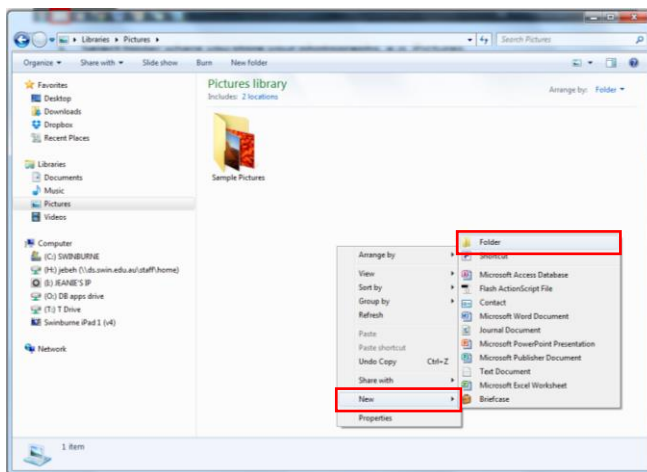 Libraries ▸ Pictures ▸
Search Pictures
Organize ▾ Share with ▾ Slide show Burn New folder
Favorites
Desktop
Downloads
Dropbox
Recent Places
Libraries
Documents
Music
Pictures
Videos
Computer
(C:) SWINBURNE
(H:) jebeh (\\ds.swin.edu.au\staff\home)
(I:) JEANIE'S IP
(O:) DB apps drive
(T:) T Drive
Swinburne iPad 1 (v4)
Network
Pictures library
Includes: 2 locations
Arrange by: Folder ▾
Sample Pictures
Arrange by
View
Sort by
Group by
Refresh
Paste
Paste shortcut
Undo Copy Ctrl+Z
Share with
New
Properties
Folder
Shortcut
Microsoft Access Database
Flash ActionScript File
Contact
Microsoft Word Document
Journal Document
Microsoft PowerPoint Presentation
Microsoft Publisher Document
Text Document
Microsoft Excel Worksheet
Briefcase
1 item